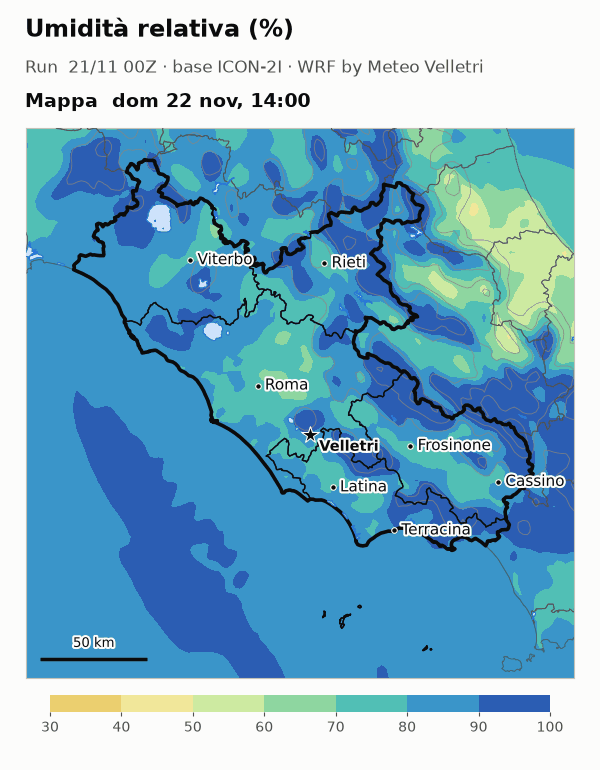 Umidità relativa (%)
Run 21/11 00Z · base ICON-2I · WRF by Meteo Velletri
Mappa dom 22 nov, 14:00
Viterbo
Rieti
Roma
Velletri
Frosinone
Cassino
Latina
Terracina
50 km
30 40 50 60 70 80 90 100